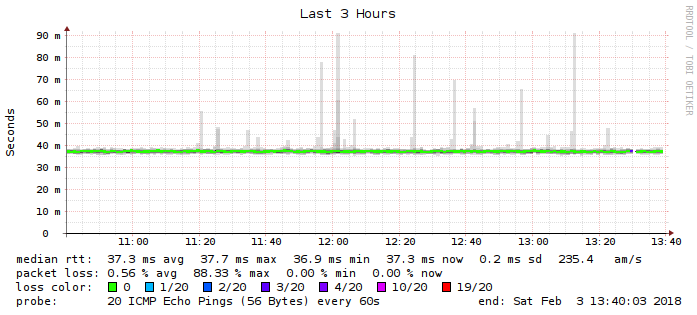 Last 3 Hours
RRDTOOL / TOBI OETIKER
Seconds
90 m
80 m
70 m
60 m
50 m
40 m
30 m
20 m
10 m
0
11:00 11:20 11:40 12:00 12:20 12:40 13:00 13:20 13:40
median rtt: 37.3 ms avg 37.7 ms max 36.9 ms min 37.3 ms now 0.2 ms sd 235.4 am/s
packet loss: 0.56 % avg 88.33 % max 0.00 % min 0.00 % now
loss color: 0 1/20 2/20 3/20 4/20 10/20 19/20
probe: 20 ICMP Echo Pings (56 Bytes) every 60s end: Sat Feb 3 13:40:03 2018